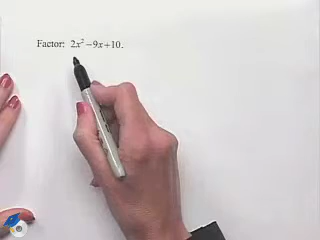 Factor: 2x² − 9x + 10.